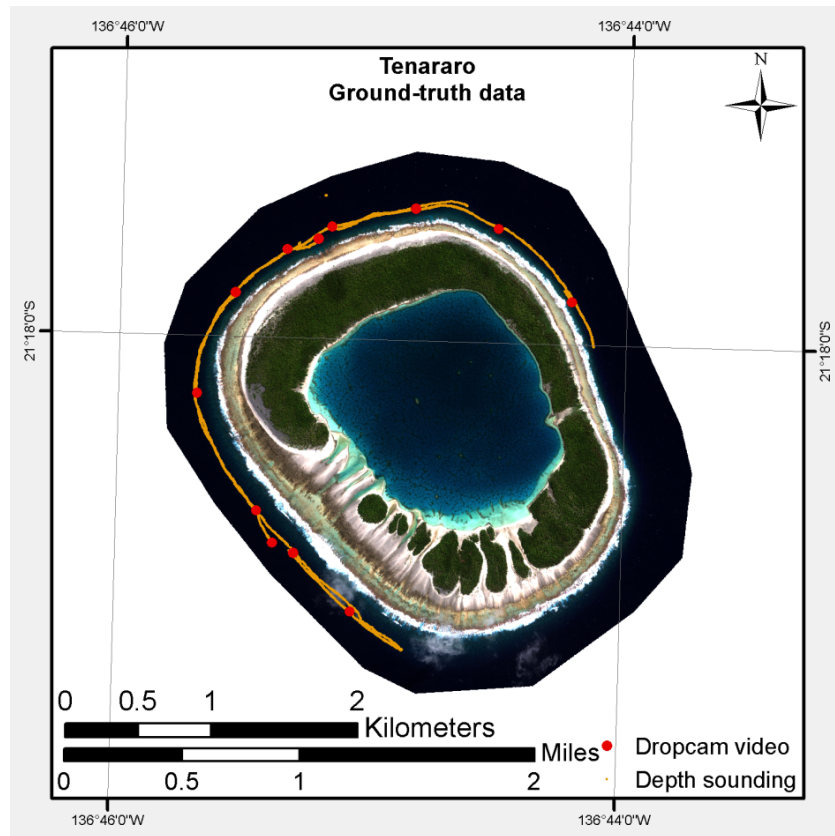 136°46'0"W 136°44'0"W
Tenararo
Ground-truth data
N
21°18'0"S 21°18'0"S
0 0.5 1 2
Kilometers
Miles
0 0.5 1 2
Dropcam video
Depth sounding
136°46'0"W 136°44'0"W